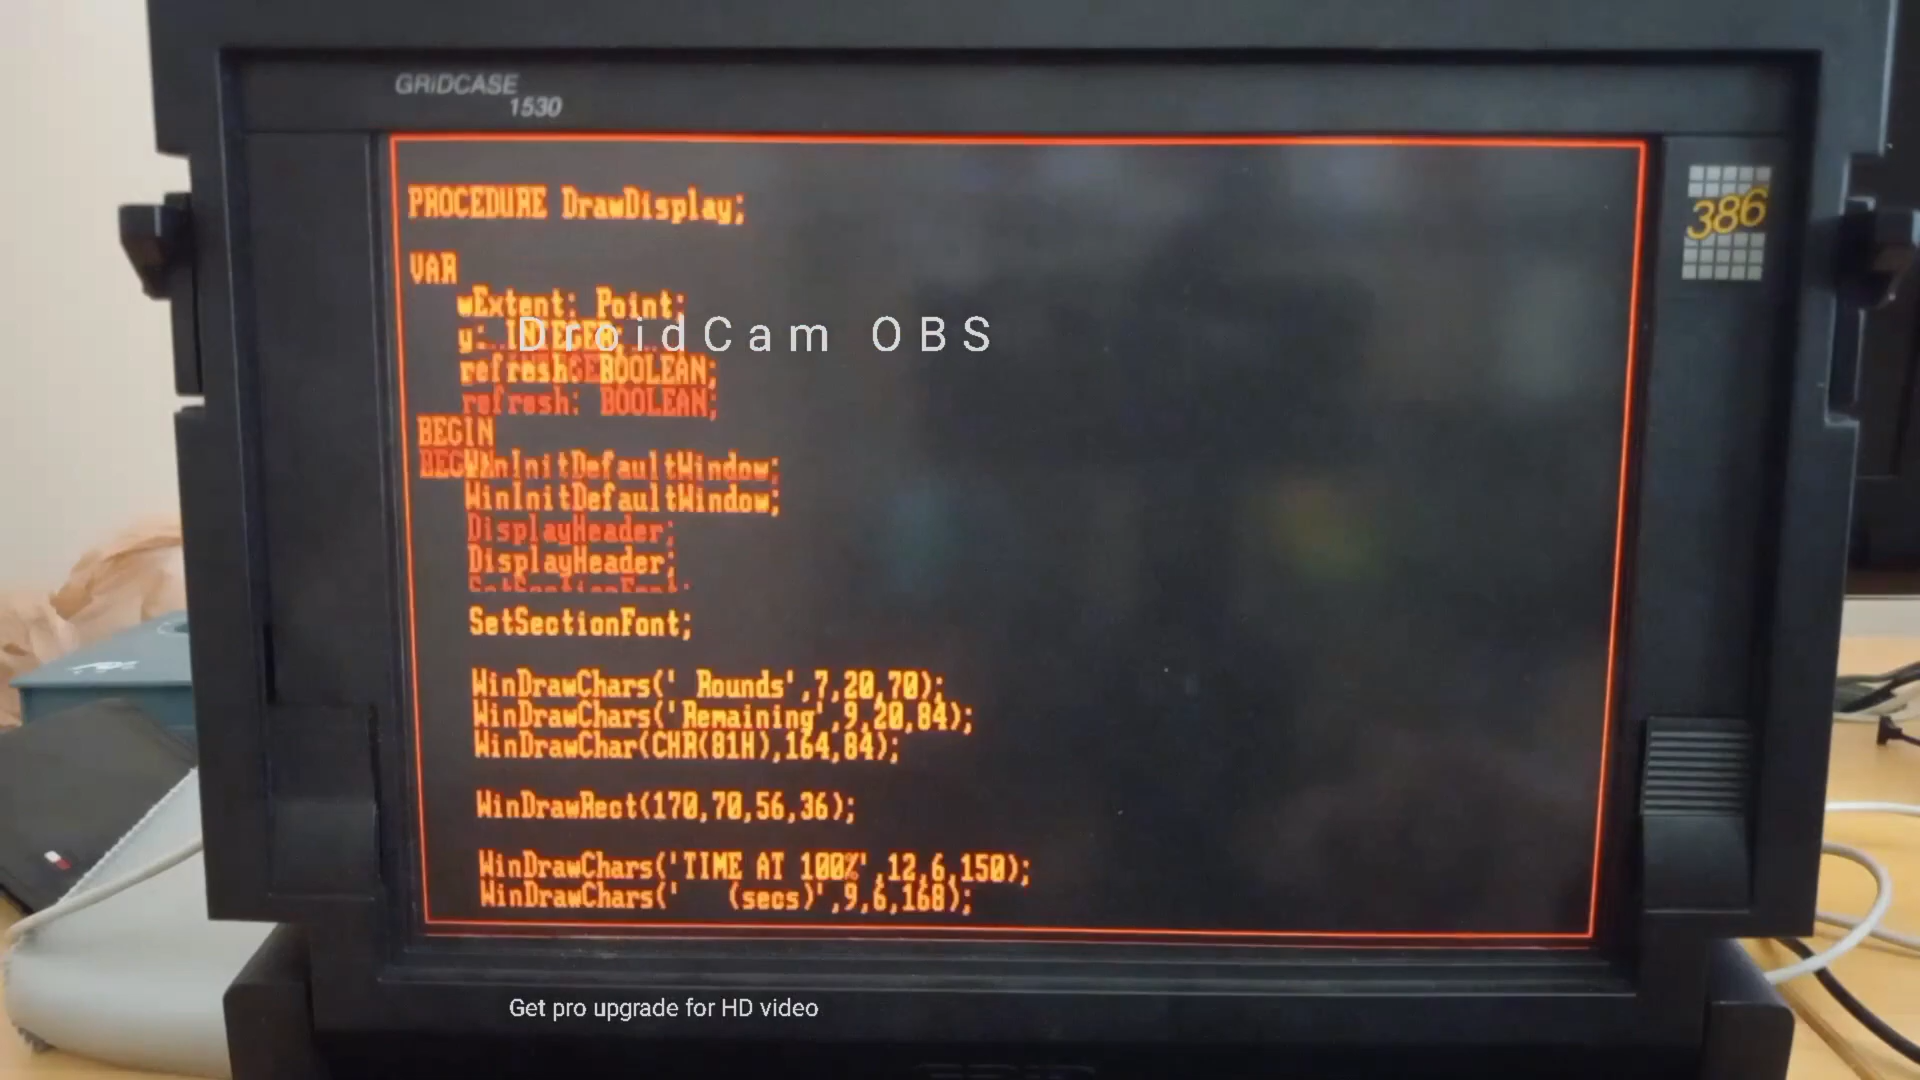 GRiDCASE
1530
386
PROCEDURE DrawDisplay;
VAR
wExtent: Point;
y: INTEGER;
DroidCam OBS
refresh: BOOLEAN;
refresh: BOOLEAN;
BEGIN
WinInitDefaultWindow;
WinInitDefaultWindow;
DisplayHeader;
DisplayHeader;
SetSectionFont;
SetSectionFont;
WinDrawChars(' Rounds',7,20,70);
WinDrawChars('Remaining',9,20,84);
WinDrawChar(CHR(81H),164,84);
WinDrawRect(170,70,56,36);
WinDrawChars('TIME AT 100%',12,6,150);
WinDrawChars('   (secs)',9,6,168);
Get pro upgrade for HD video